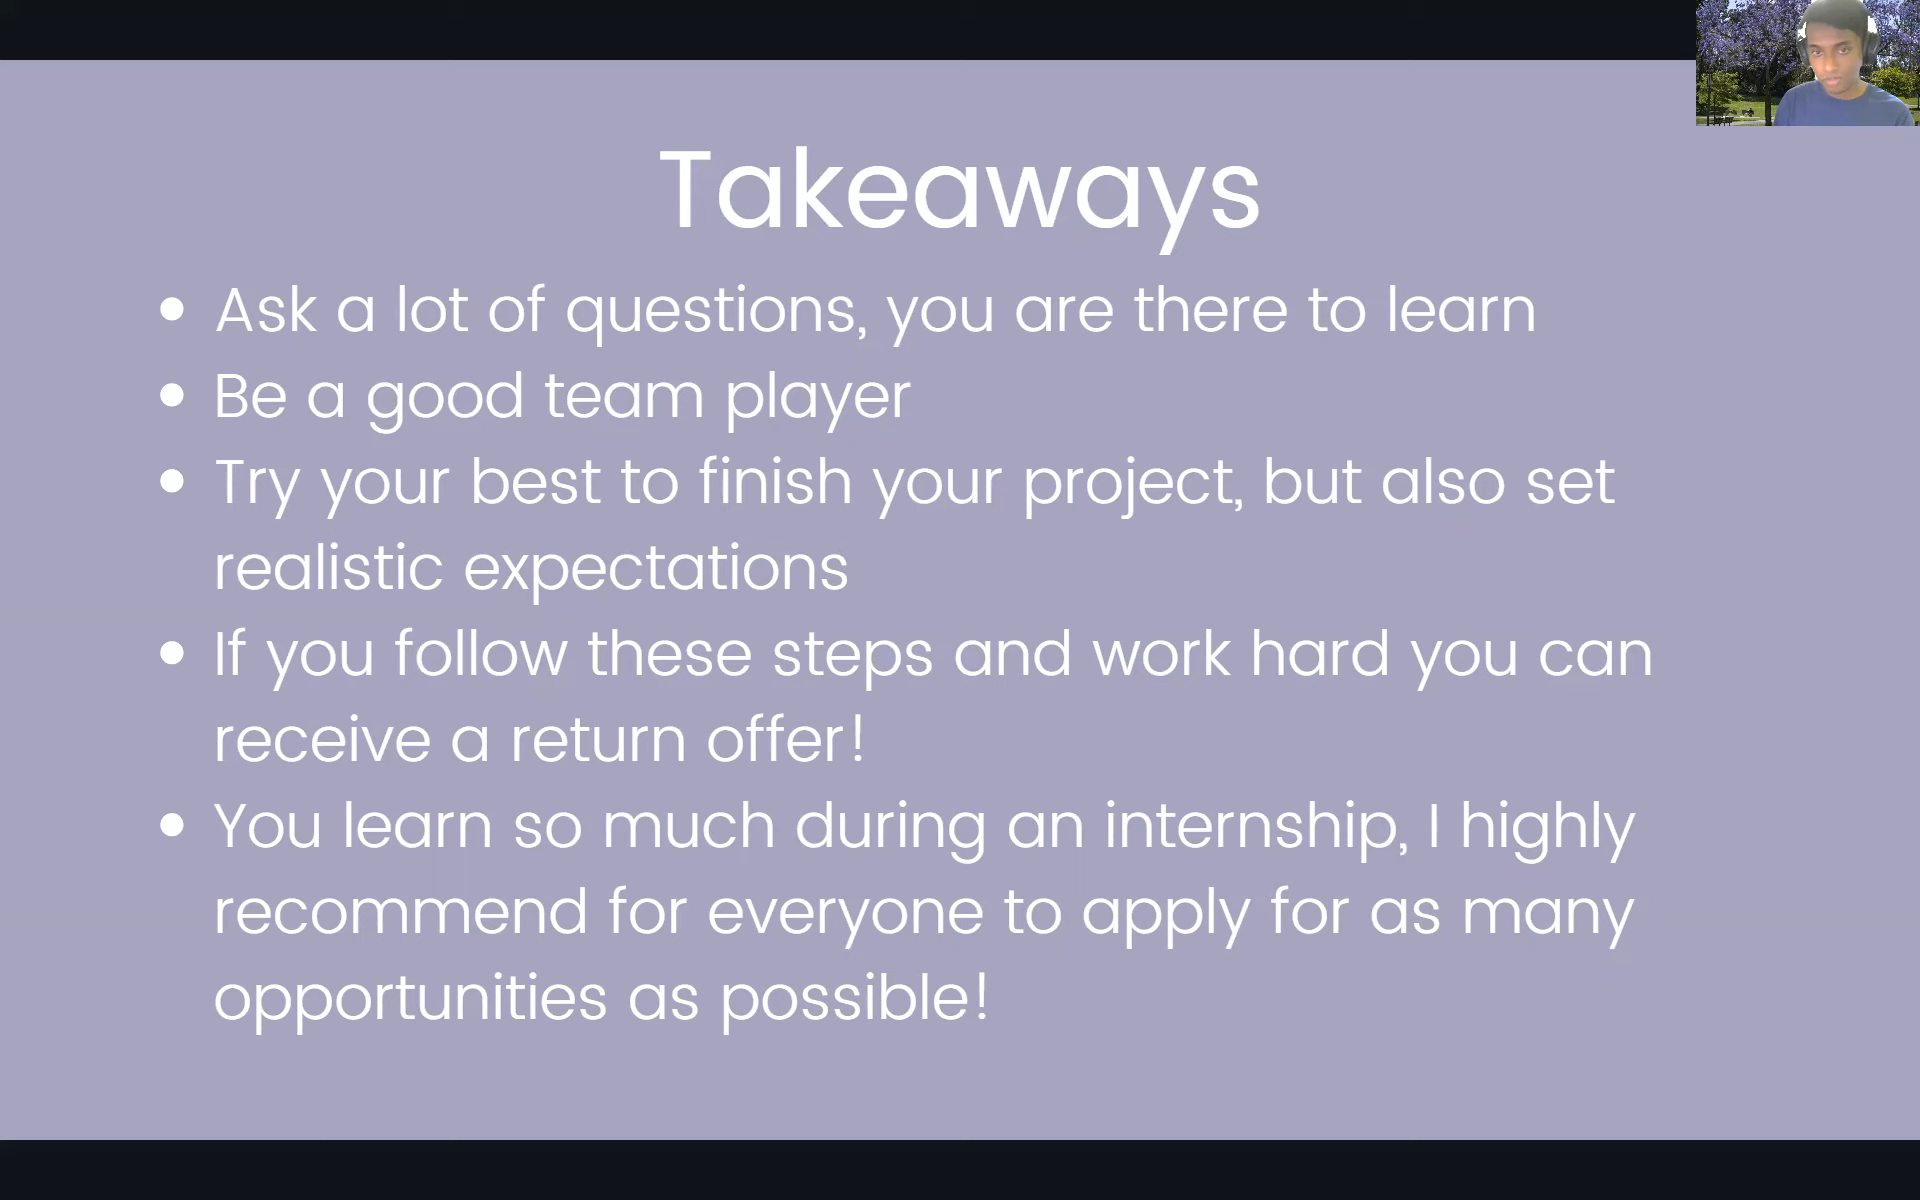 Takeaways
• Ask a lot of questions, you are there to learn
• Be a good team player
• Try your best to finish your project, but also set
realistic expectations
• If you follow these steps and work hard you can
receive a return offer!
• You learn so much during an internship, I highly
recommend for everyone to apply for as many
opportunities as possible!